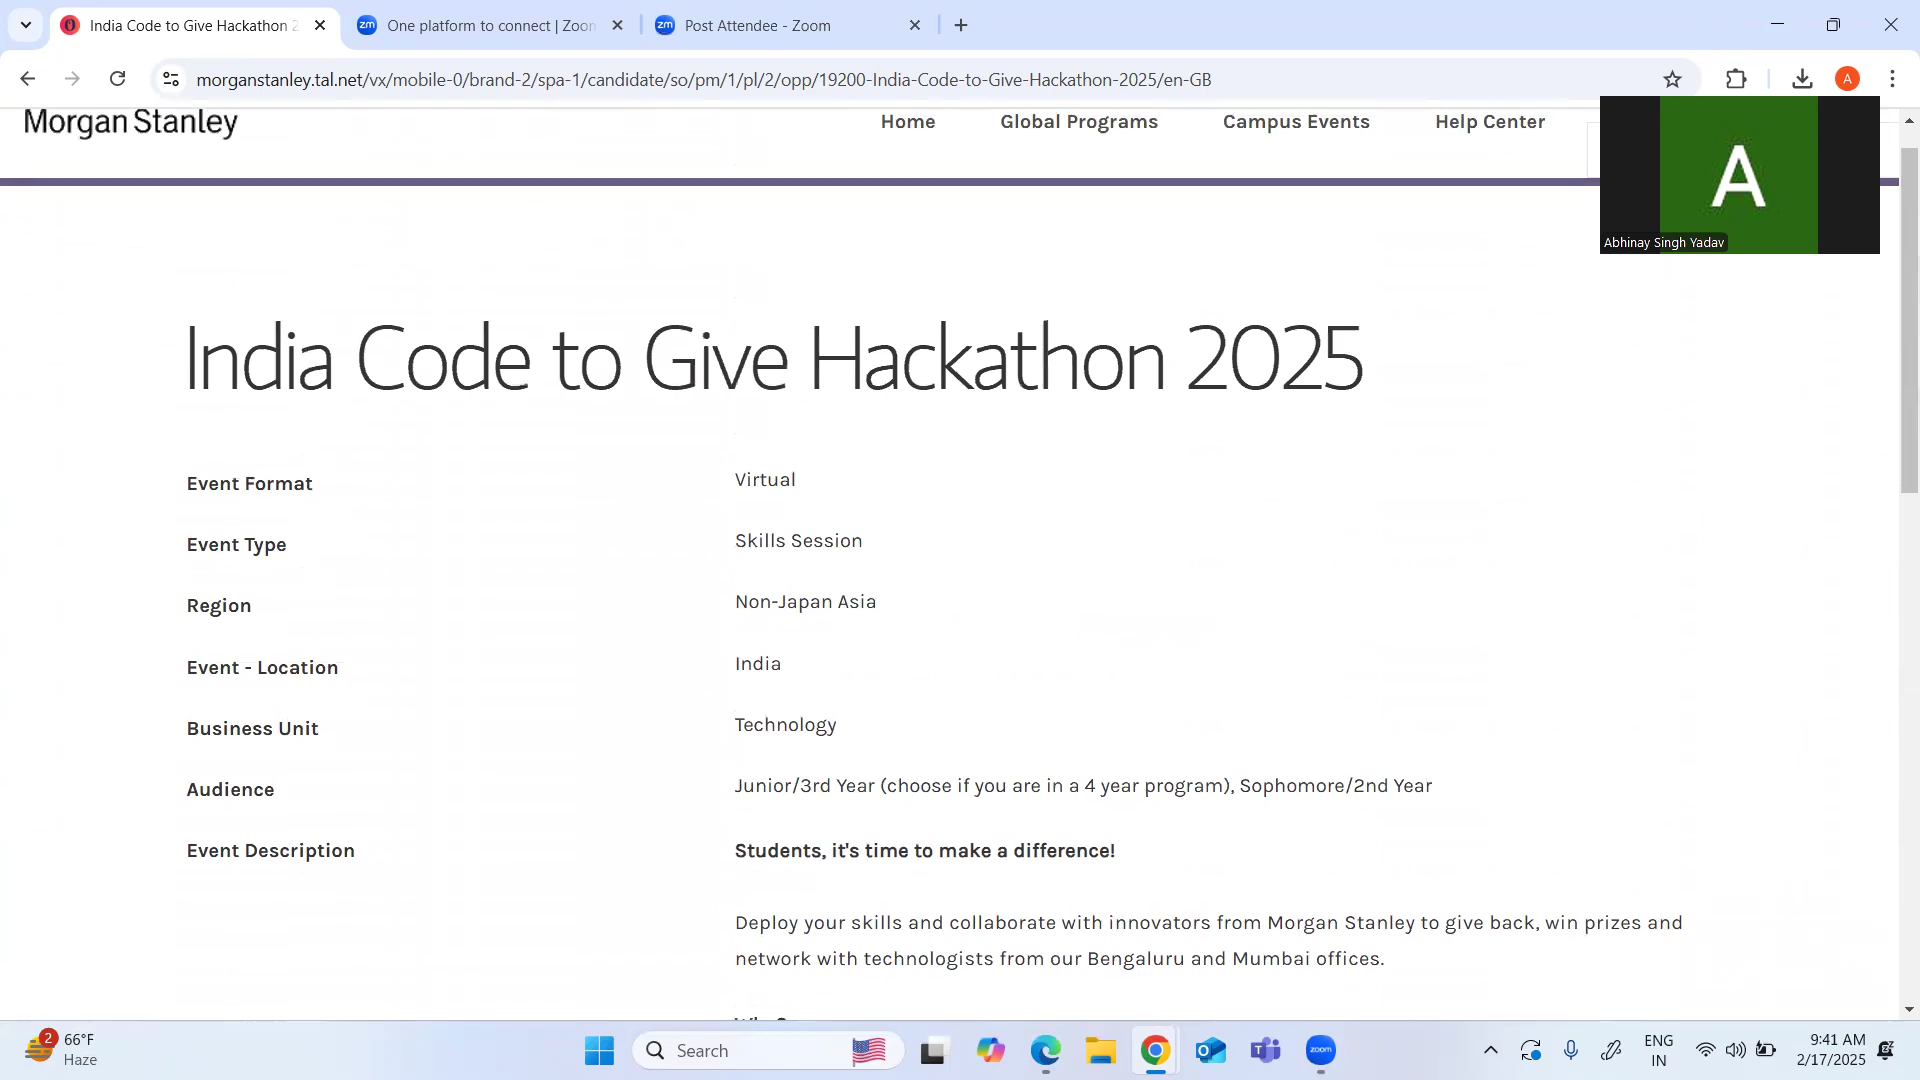 India Code to Give Hackathon 2
One platform to connect | Zoon
Post Attendee - Zoom
morganstanley.tal.net/vx/mobile-0/brand-2/spa-1/candidate/so/pm/1/pl/2/opp/19200-India-Code-to-Give-Hackathon-2025/en-GB
A
Morgan Stanley
Home
Global Programs
Campus Events
Help Center
A
Abhinay Singh Yadav
India Code to Give Hackathon 2025
Event Format
Virtual
Event Type
Skills Session
Region
Non-Japan Asia
Event - Location
India
Business Unit
Technology
Audience
Junior/3rd Year (choose if you are in a 4 year program), Sophomore/2nd Year
Event Description
Students, it's time to make a difference!
Deploy your skills and collaborate with innovators from Morgan Stanley to give back, win prizes and
network with technologists from our Bengaluru and Mumbai offices.
2
66°F
Haze
Search
zoom
ENG
IN
9:41 AM
2/17/2025